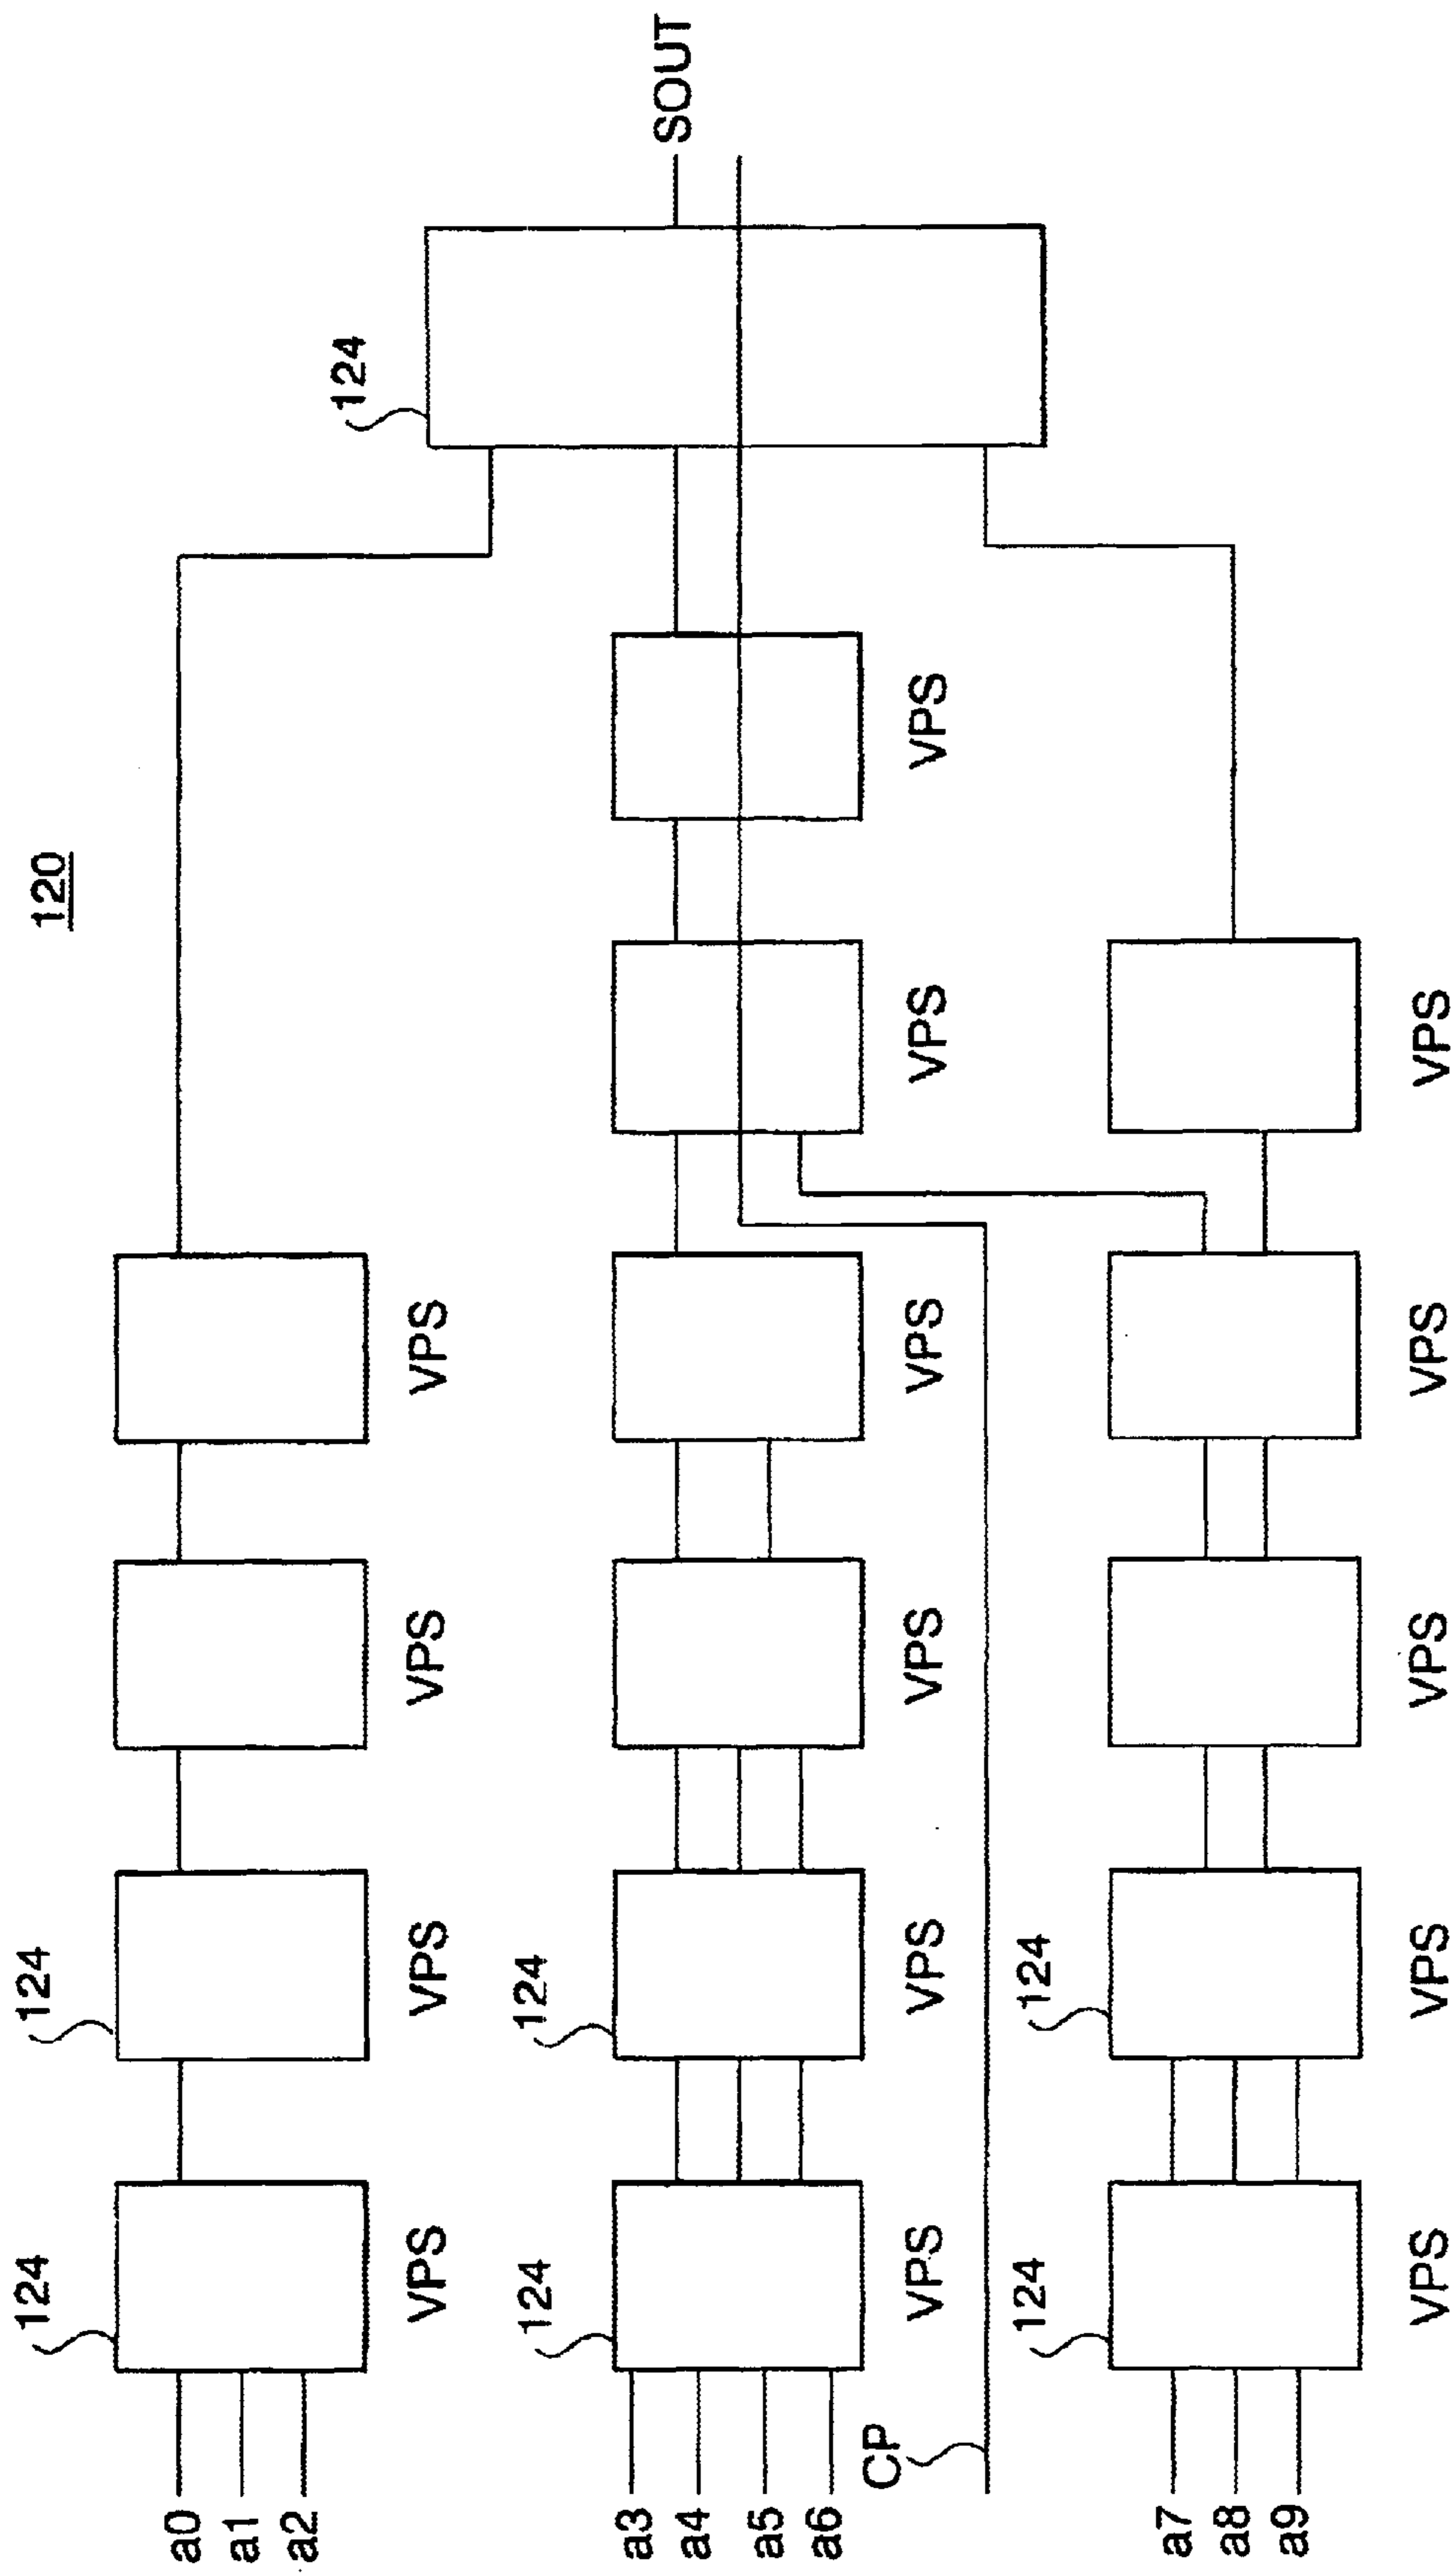 120
124 124
a0
a1
a2
124
VPS VPS VPS VPS
124 124
a3
SOUT
a4
a5
a6
CP
VPS VPS VPS VPS VPS VPS
124 124
a7
a8
a9
VPS VPS VPS VPS VPS